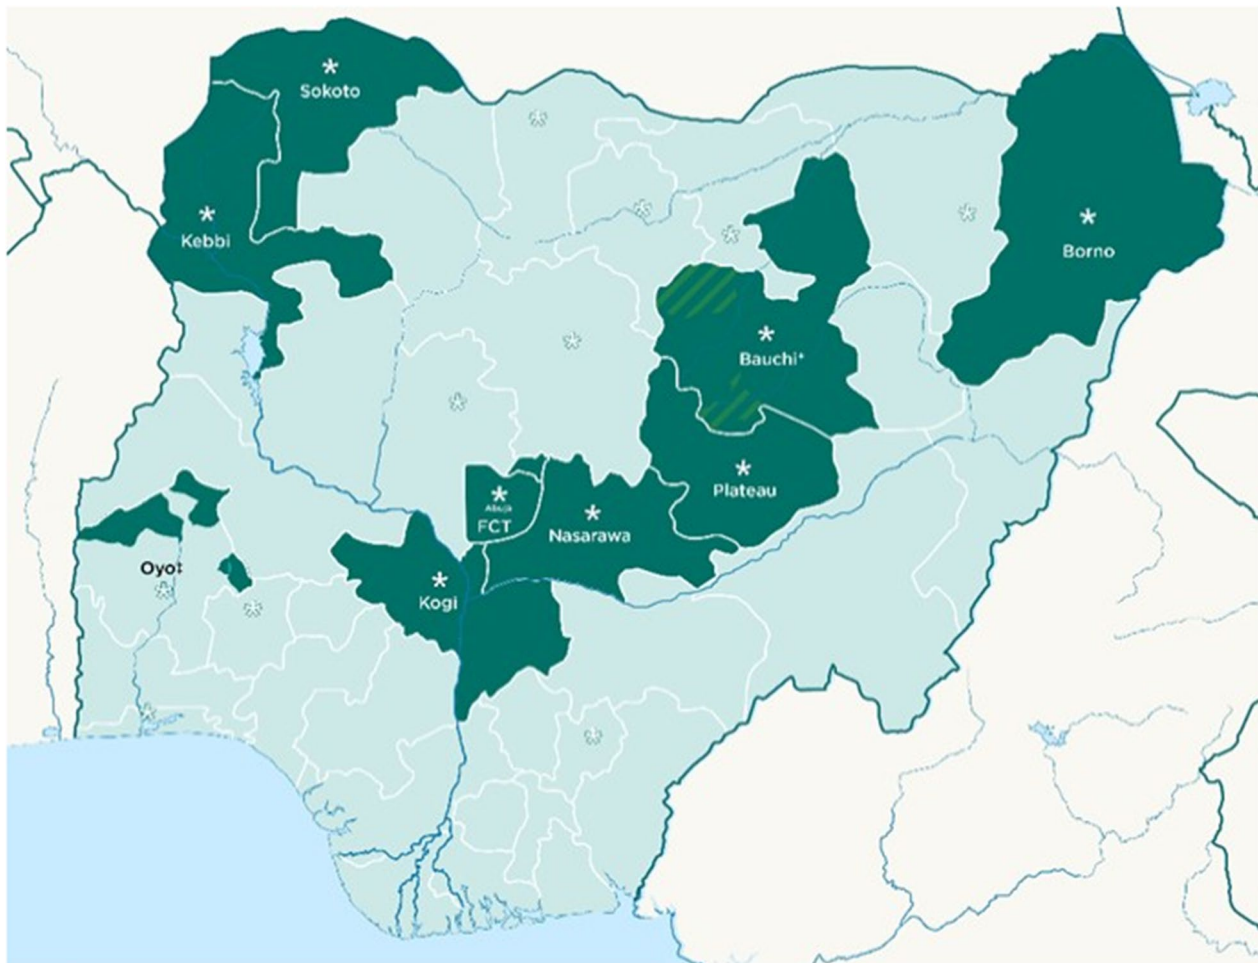 Sokoto
Kebbi
Borno
Bauchi*
Plateau
Abuja
FCT
Nasarawa
Oyo‡
Kogi